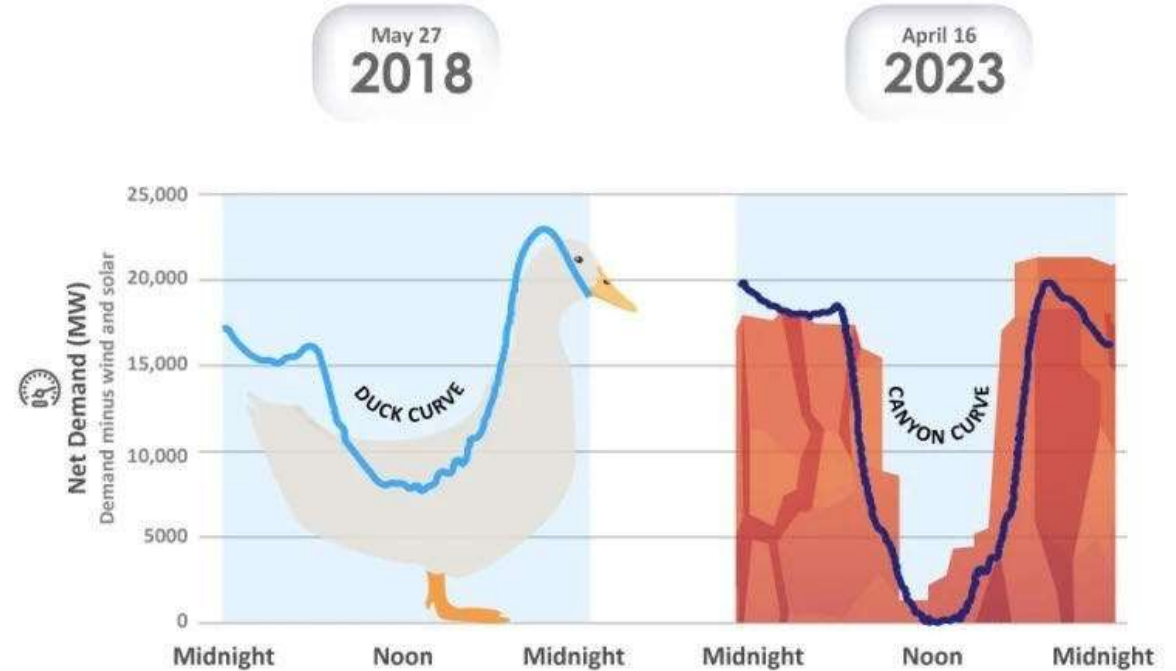 May 27
2018
April 16
2023
Net Demand (MW)
Demand minus wind and solar
25,000
20,000
15,000
10,000
5000
0
DUCK CURVE
CANYON CURVE
Midnight
Noon
Midnight
Midnight
Noon
Midnight